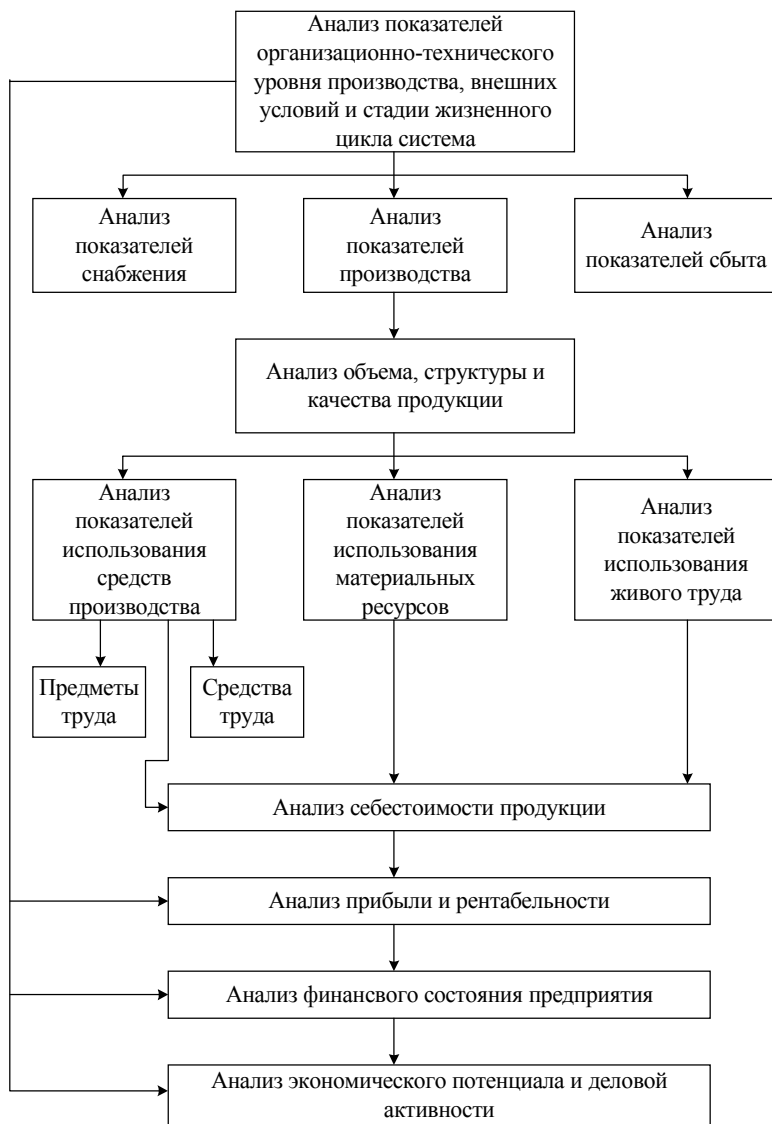 Анализ показателей
организационно-технического
уровня производства, внешних
условий и стадии жизненного
цикла система
Анализ
показателей
снабжения
Анализ
показателей
производства
Анализ
показателей сбыта
Анализ объема, структуры и
качества продукции
Анализ
показателей
использования
средств
производства
Анализ
показателей
использования
материальных
ресурсов
Анализ
показателей
использования
живого труда
Предметы
труда
Средства
труда
Анализ себестоимости продукции
Анализ прибыли и рентабельности
Анализ финансвого состояния предприятия
Анализ экономического потенциала и деловой
активности